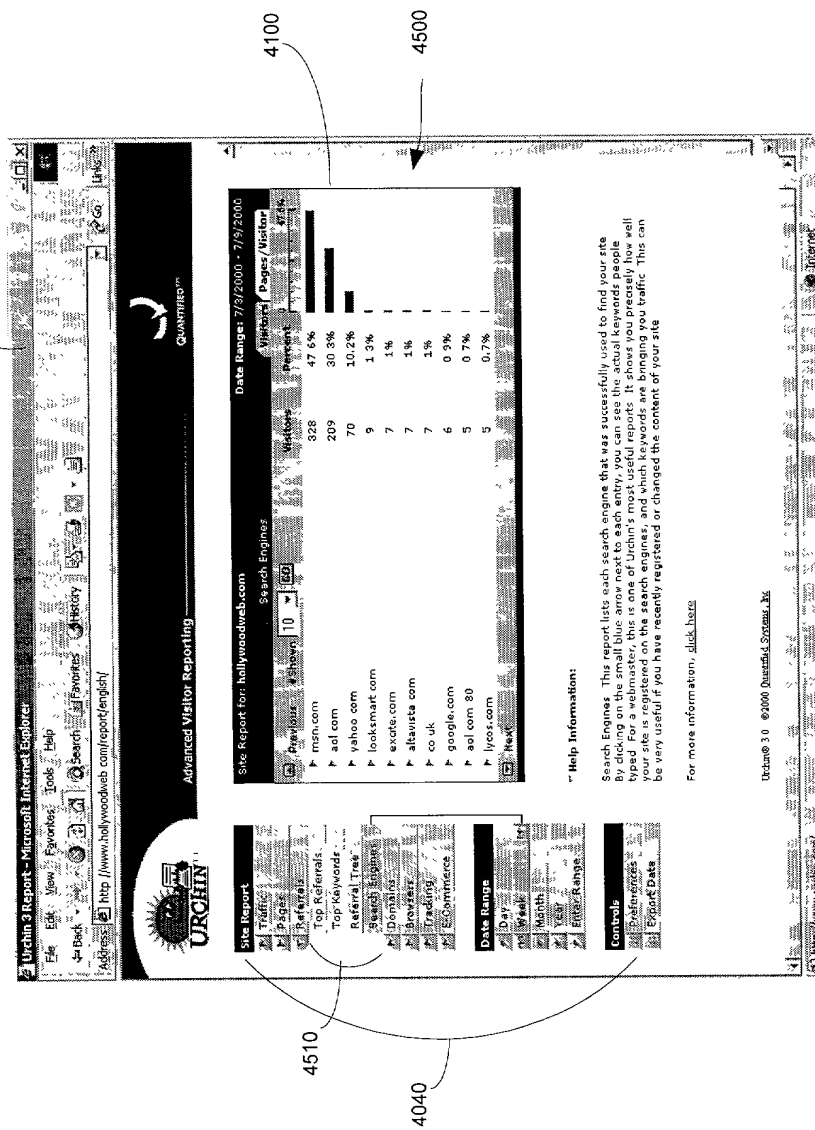 Urchin 3 Report - Microsoft Internet Explorer
File Edit View Favorites Tools Help
Back Search Favorites History
Address http //www.hollywoodweb com/report/english/ Go Links »
URCHIN™
Advanced Visitor Reporting
QUANTIFIED™
Site Report
Traffic
Pages
Referrals
Top Referrals
Top Keywords
Referral Tree
Search Engines
Domains
Browsers
Tracking
E-Commerce
Date Range
Day
Week
Month
Year
Enter Range
Controls
Preferences
Export Data
Site Report for: hollywoodweb.com Date Range: 7/3/2000 - 7/9/2000
Search Engines Visitors Pages/Visitor
Previous #Shown 10 Go Visitors Percent 47.6%
msn.com 328 47 6%
aol com 209 30 3%
yahoo com 70 10.2%
looksmart com 9 1 3%
excite.com 7 1%
altavista com 7 1%
co uk 7 1%
google.com 6 0 9%
aol com 80 5 0 7%
lycos.com 5 0.7%
Next
Help Information:
Search Engines This report lists each search engine that was successfully used to find your site
By clicking on the small blue arrow next to each entry, you can see the actual keywords people
typed For a webmaster, this is one of Urchin's most useful reports It shows you precisely how well
your site is registered on the search engines, and which keywords are bringing you traffic This can
be very useful if you have recently registered or changed the content of your site
For more information, click here
Urchin® 3 0 ©2000 Quantified Systems, Inc
Internet
4100
4500
4510
4040